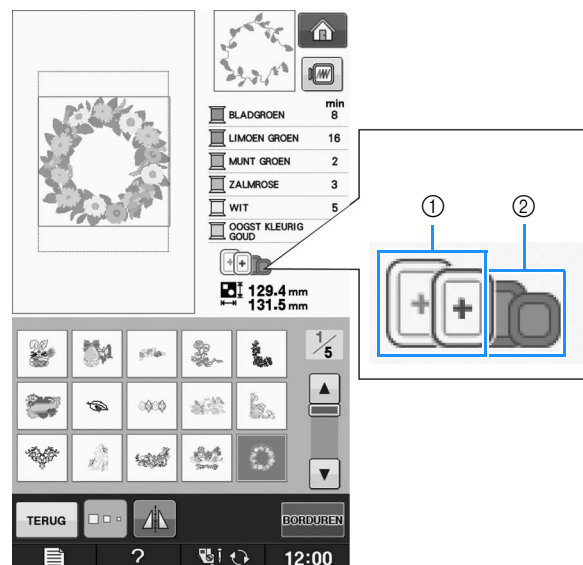 min
BLADGROEN 8
LIMOEN GROEN 16
MUNT GROEN 2
ZALMROSE 3
WIT 5
OOGST KLEURIG
GOUD
129.4 mm
131.5 mm
① ②
1/5
Spring
TERUG
BORDUREN
?
12:00